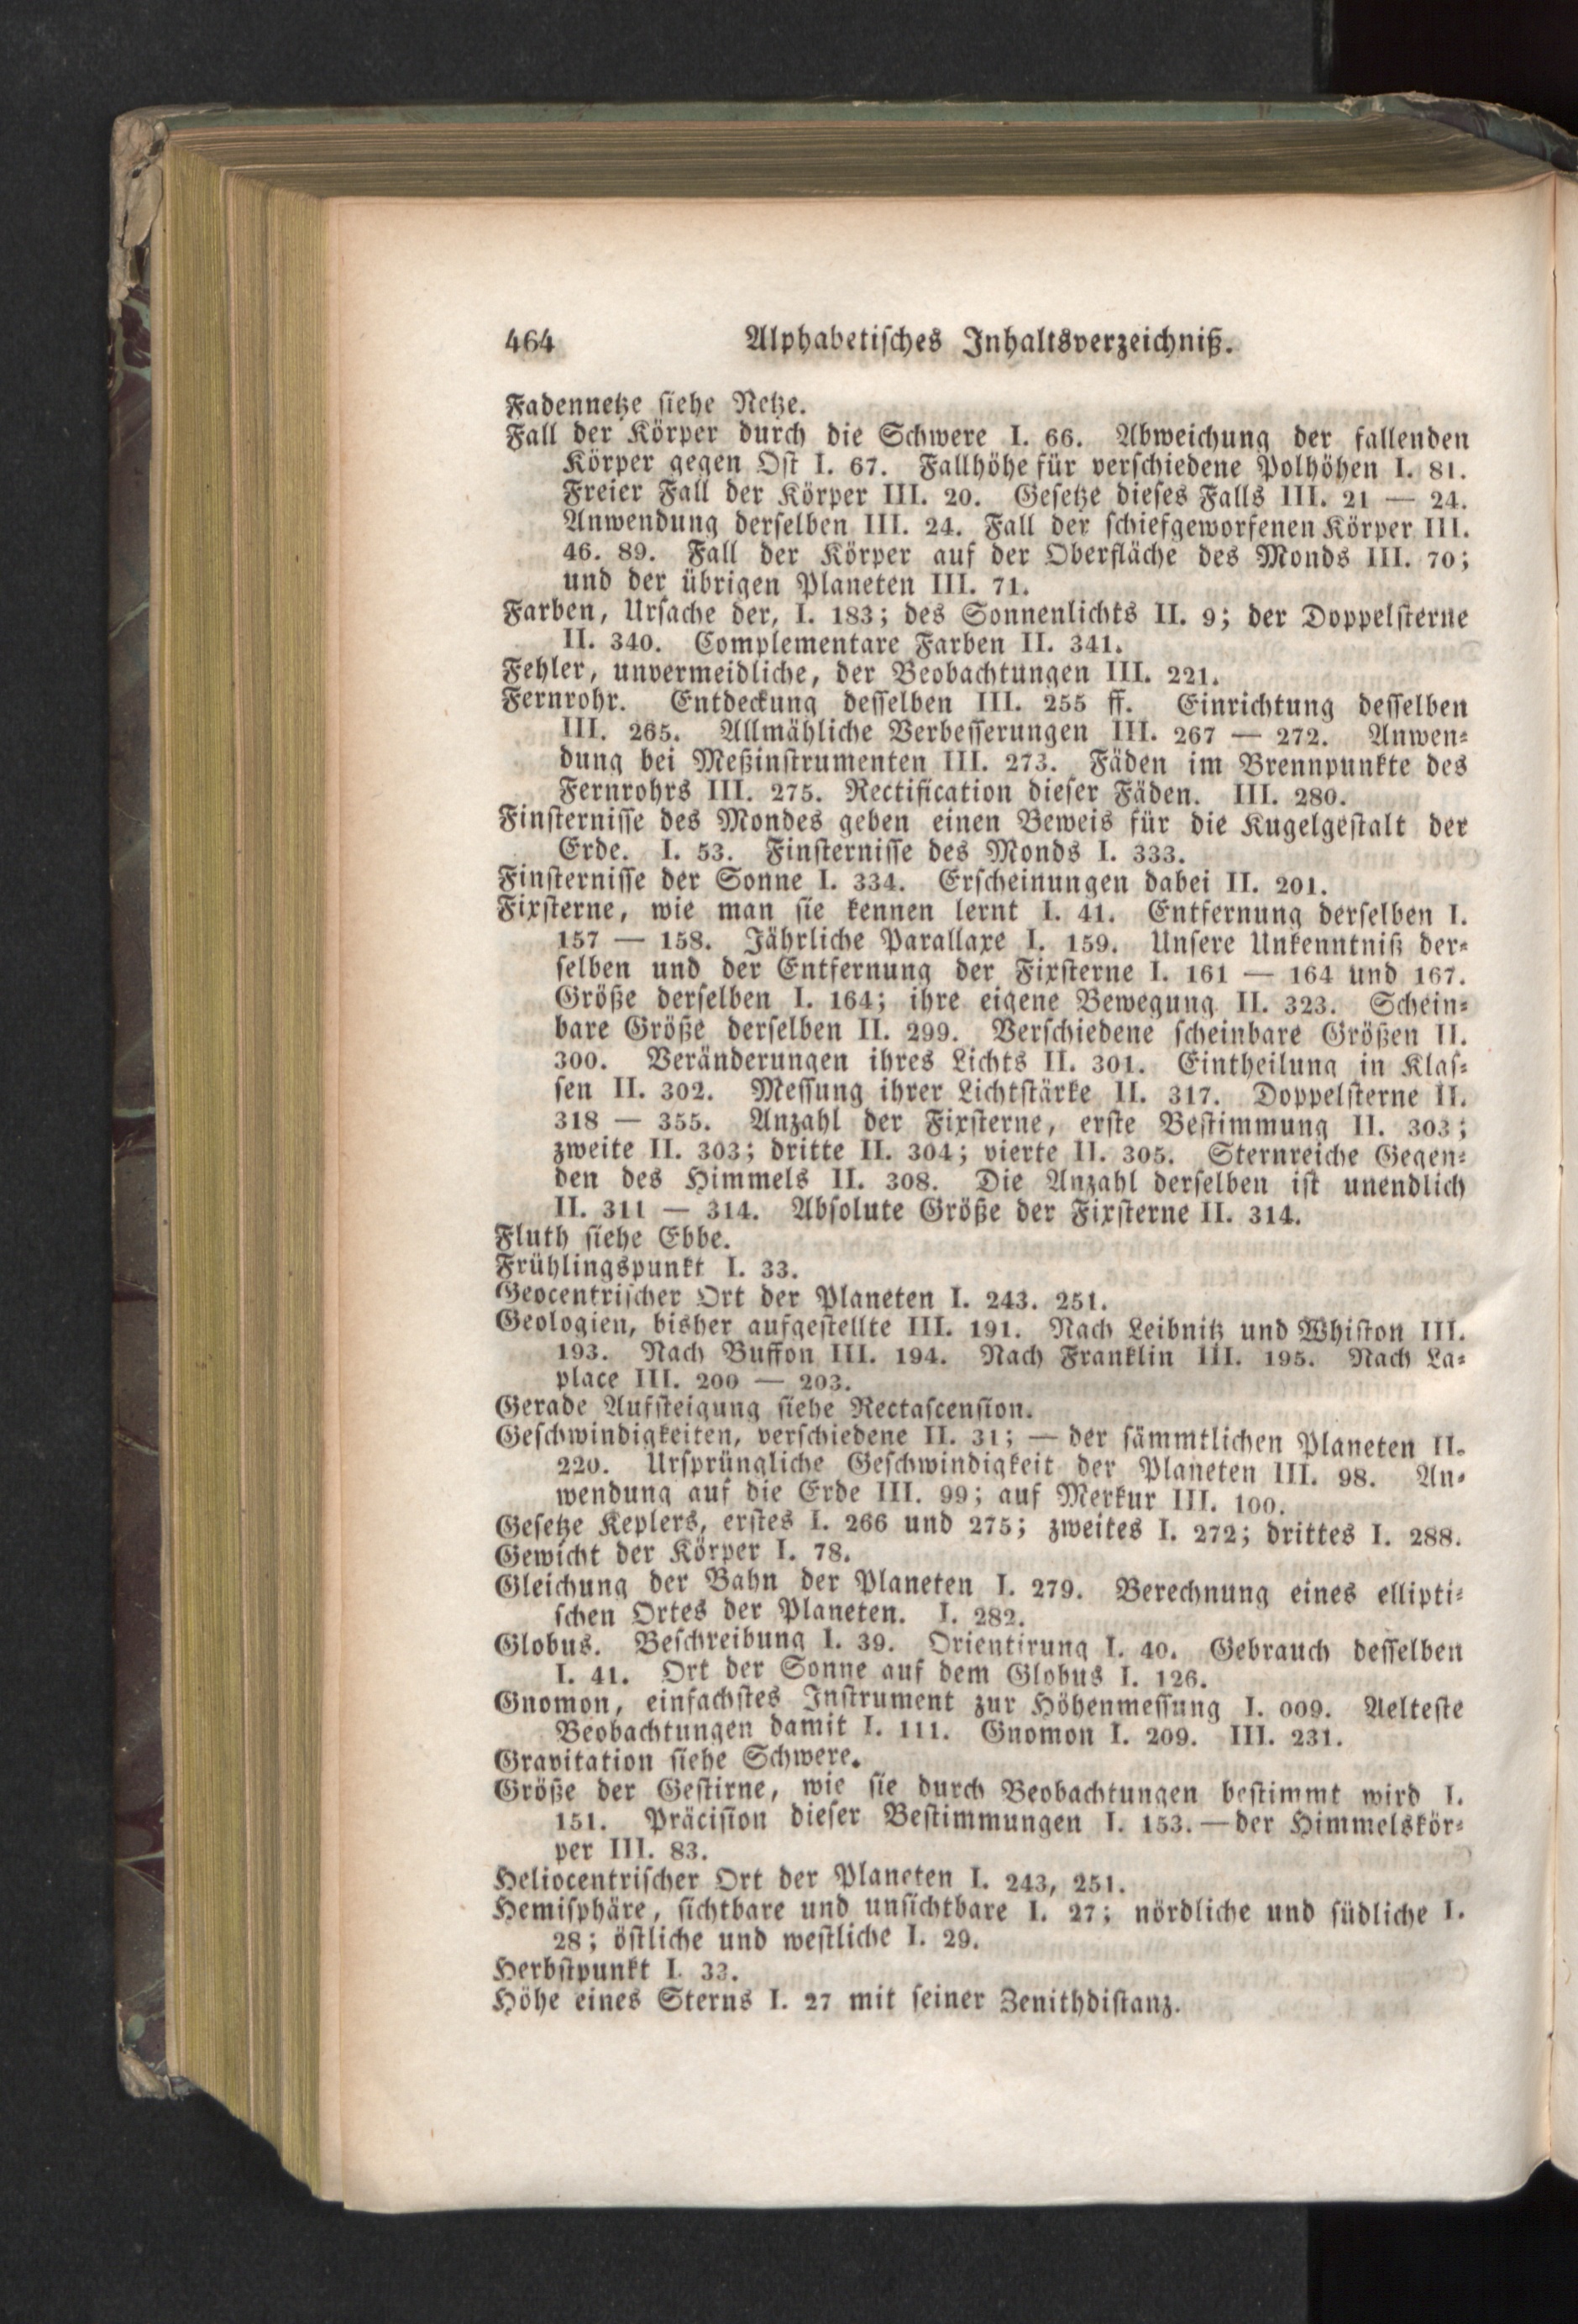 464 Alphabetisches Inhaltsverzeichniß.
Fadennetze siehe Netze.
Fall der Körper durch die Schwere I. 66. Abweichung der fallenden
Körper gegen Ost I. 67. Fallhöhe für verschiedene Polhöhen I. 81.
Freier Fall der Körper III. 20. Gesetze dieses Falls III. 21 — 24.
Anwendung derselben III. 24. Fall der schiefgeworfenen Körper III.
46. 89. Fall der Körper auf der Oberfläche des Monds III. 70;
und der übrigen Planeten III. 71.
Farben, Ursache der, I. 183; des Sonnenlichts II. 9; der Doppelsterne
II. 340. Complementare Farben II. 341.
Fehler, unvermeidliche, der Beobachtungen III. 221.
Fernrohr. Entdeckung desselben III. 255 ff. Einrichtung desselben
III. 265. Allmähliche Verbesserungen III. 267 — 272. Anwen-
dung bei Meßinstrumenten III. 273. Fäden im Brennpunkte des
Fernrohrs III. 275. Rectification dieser Fäden. III. 280.
Finsternisse des Mondes geben einen Beweis für die Kugelgestalt der
Erde. I. 53. Finsternisse des Monds I. 333.
Finsternisse der Sonne I. 334. Erscheinungen dabei II. 201.
Fixsterne, wie man sie kennen lernt I. 41. Entfernung derselben I.
157 — 158. Jährliche Parallaxe I. 159. Unsere Unkenntniß der-
selben und der Entfernung der Fixsterne I. 161 — 164 und 167.
Größe derselben I. 164; ihre eigene Bewegung II. 323. Schein-
bare Größe derselben II. 299. Verschiedene scheinbare Größen II.
300. Veränderungen ihres Lichts II. 301. Eintheilung in Klas-
sen II. 302. Messung ihrer Lichtstärke II. 317. Doppelsterne II.
318 — 355. Anzahl der Fixsterne, erste Bestimmung II. 303;
zweite II. 303; dritte II. 304; vierte II. 305. Sternreiche Gegen-
den des Himmels II. 308. Die Anzahl derselben ist unendlich
II. 311 — 314. Absolute Größe der Fixsterne II. 314.
Fluth siehe Ebbe.
Frühlingspunkt I. 33.
Geocentrischer Ort der Planeten I. 243. 251.
Geologien, bisher aufgestellte III. 191. Nach Leibnitz und Whiston III.
193. Nach Buffon III. 194. Nach Franklin III. 195. Nach La-
place III. 200 — 203.
Gerade Aufsteigung siehe Rectascension.
Geschwindigkeiten, verschiedene II. 31; — der sämmtlichen Planeten II.
220. Ursprüngliche Geschwindigkeit der Planeten III. 98. An-
wendung auf die Erde III. 99; auf Merkur III. 100.
Gesetze Keplers, erstes I. 266 und 275; zweites I. 272; drittes I. 288.
Gewicht der Körper I. 78.
Gleichung der Bahn der Planeten I. 279. Berechnung eines ellipti-
schen Ortes der Planeten. I. 282.
Globus. Beschreibung I. 39. Orientirung I. 40. Gebrauch desselben
I. 41. Ort der Sonne auf dem Globus I. 126.
Gnomon, einfachstes Instrument zur Höhenmessung I. 009. Aelteste
Beobachtungen damit I. 111. Gnomon I. 209. III. 231.
Gravitation siehe Schwere.
Größe der Gestirne, wie sie durch Beobachtungen bestimmt wird I.
151. Präcision dieser Bestimmungen I. 153. — der Himmelskör-
per III. 83.
Heliocentrischer Ort der Planeten I. 243, 251.
Hemisphäre, sichtbare und unsichtbare I. 27; nördliche und südliche I.
28; östliche und westliche I. 29.
Herbstpunkt I. 33.
Höhe eines Sterns I. 27 mit seiner Zenithdistanz.